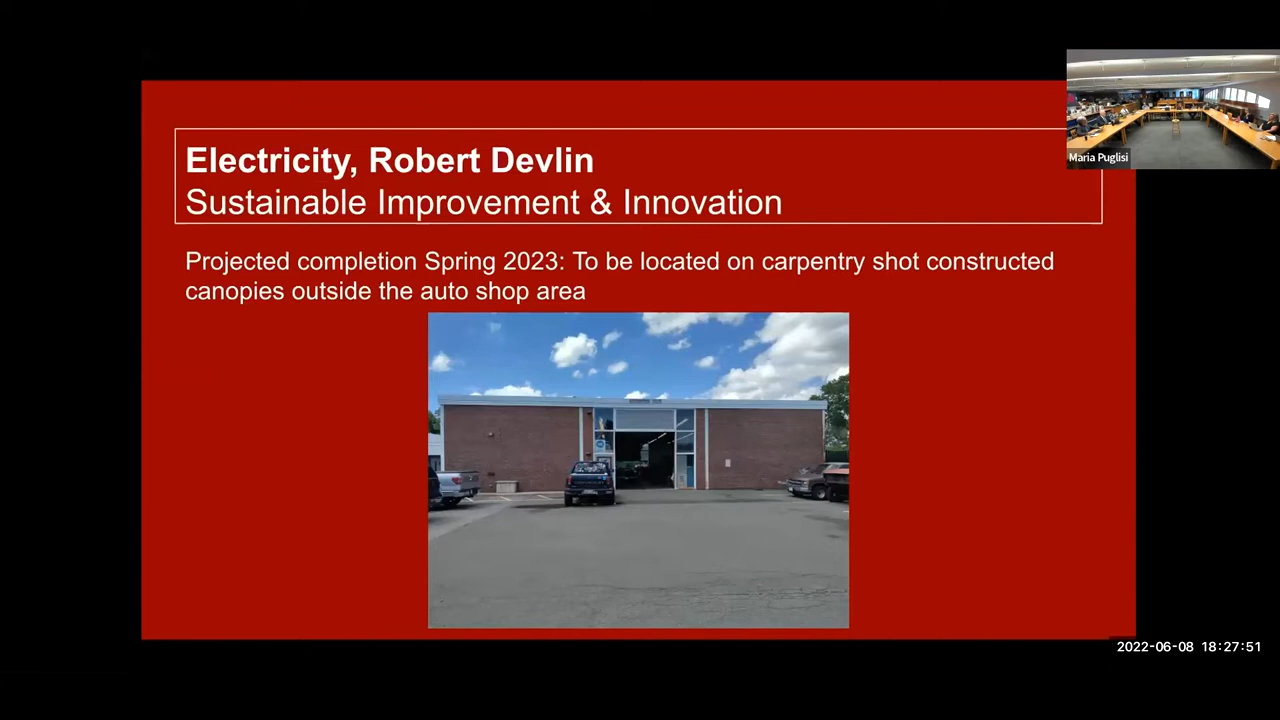 Electricity, Robert Devlin
Sustainable Improvement & Innovation
Projected completion Spring 2023: To be located on carpentry shot constructed
canopies outside the auto shop area
Maria Puglisi
2022-06-08 18:27:51